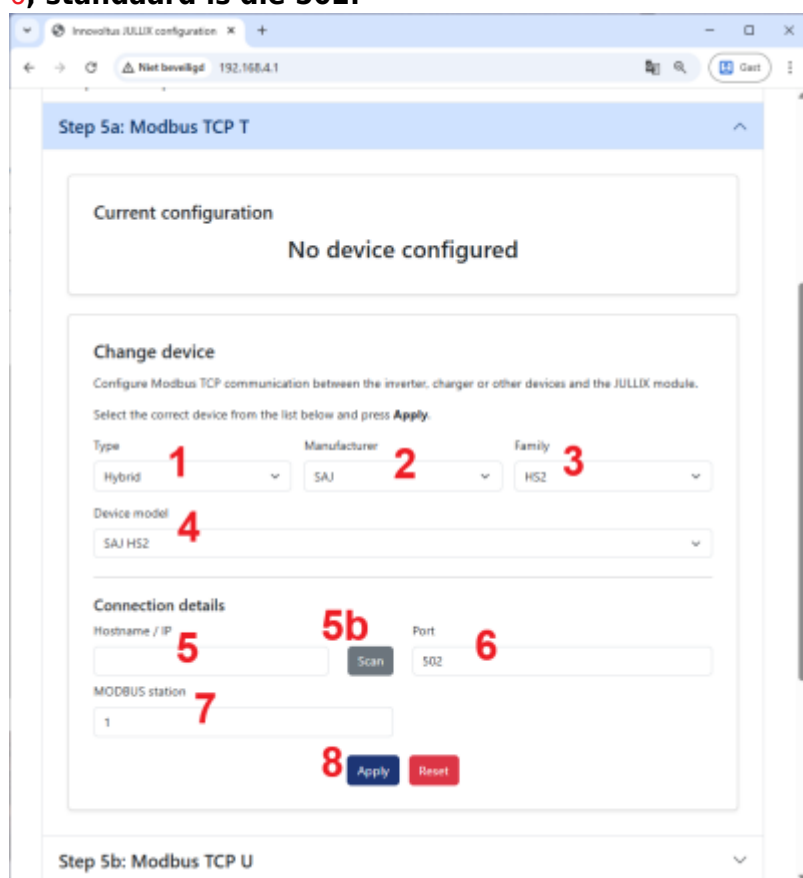 6, standaard is die 502.
Innovoltus JULLIX configuration
Niet beveiligd 192.168.4.1 Gast
Step 5a: Modbus TCP T
Current configuration
No device configured
Change device
Configure Modbus TCP communication between the inverter, charger or other devices and the JULLIX module.
Select the correct device from the list below and press Apply.
Type 1 Manufacturer 2 Family 3
Hybrid SAJ HS2
Device model 4
SAJ HS2
Connection details
Hostname / IP 5 5b Port 6
Scan 502
MODBUS station 7
1
8 Apply Reset
Step 5b: Modbus TCP U